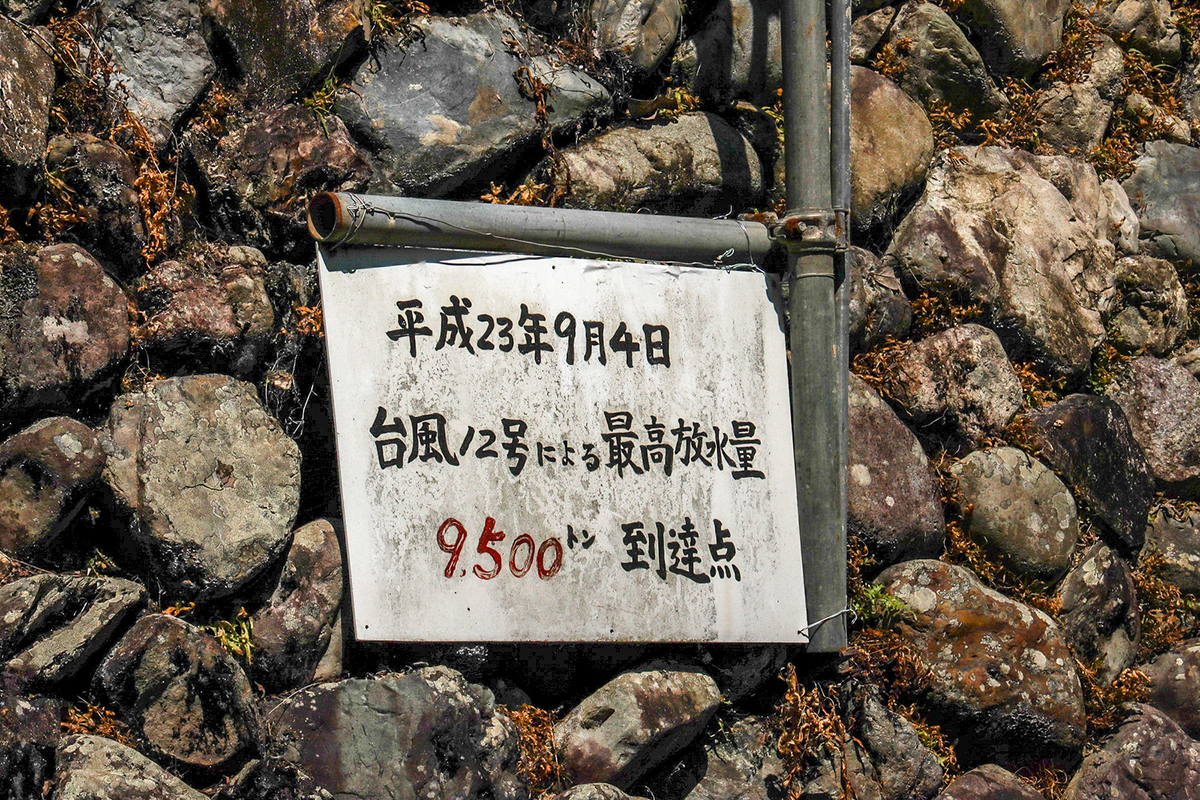 平成23年9月4日
台風12号による最高放水量
9.500トン 到達点